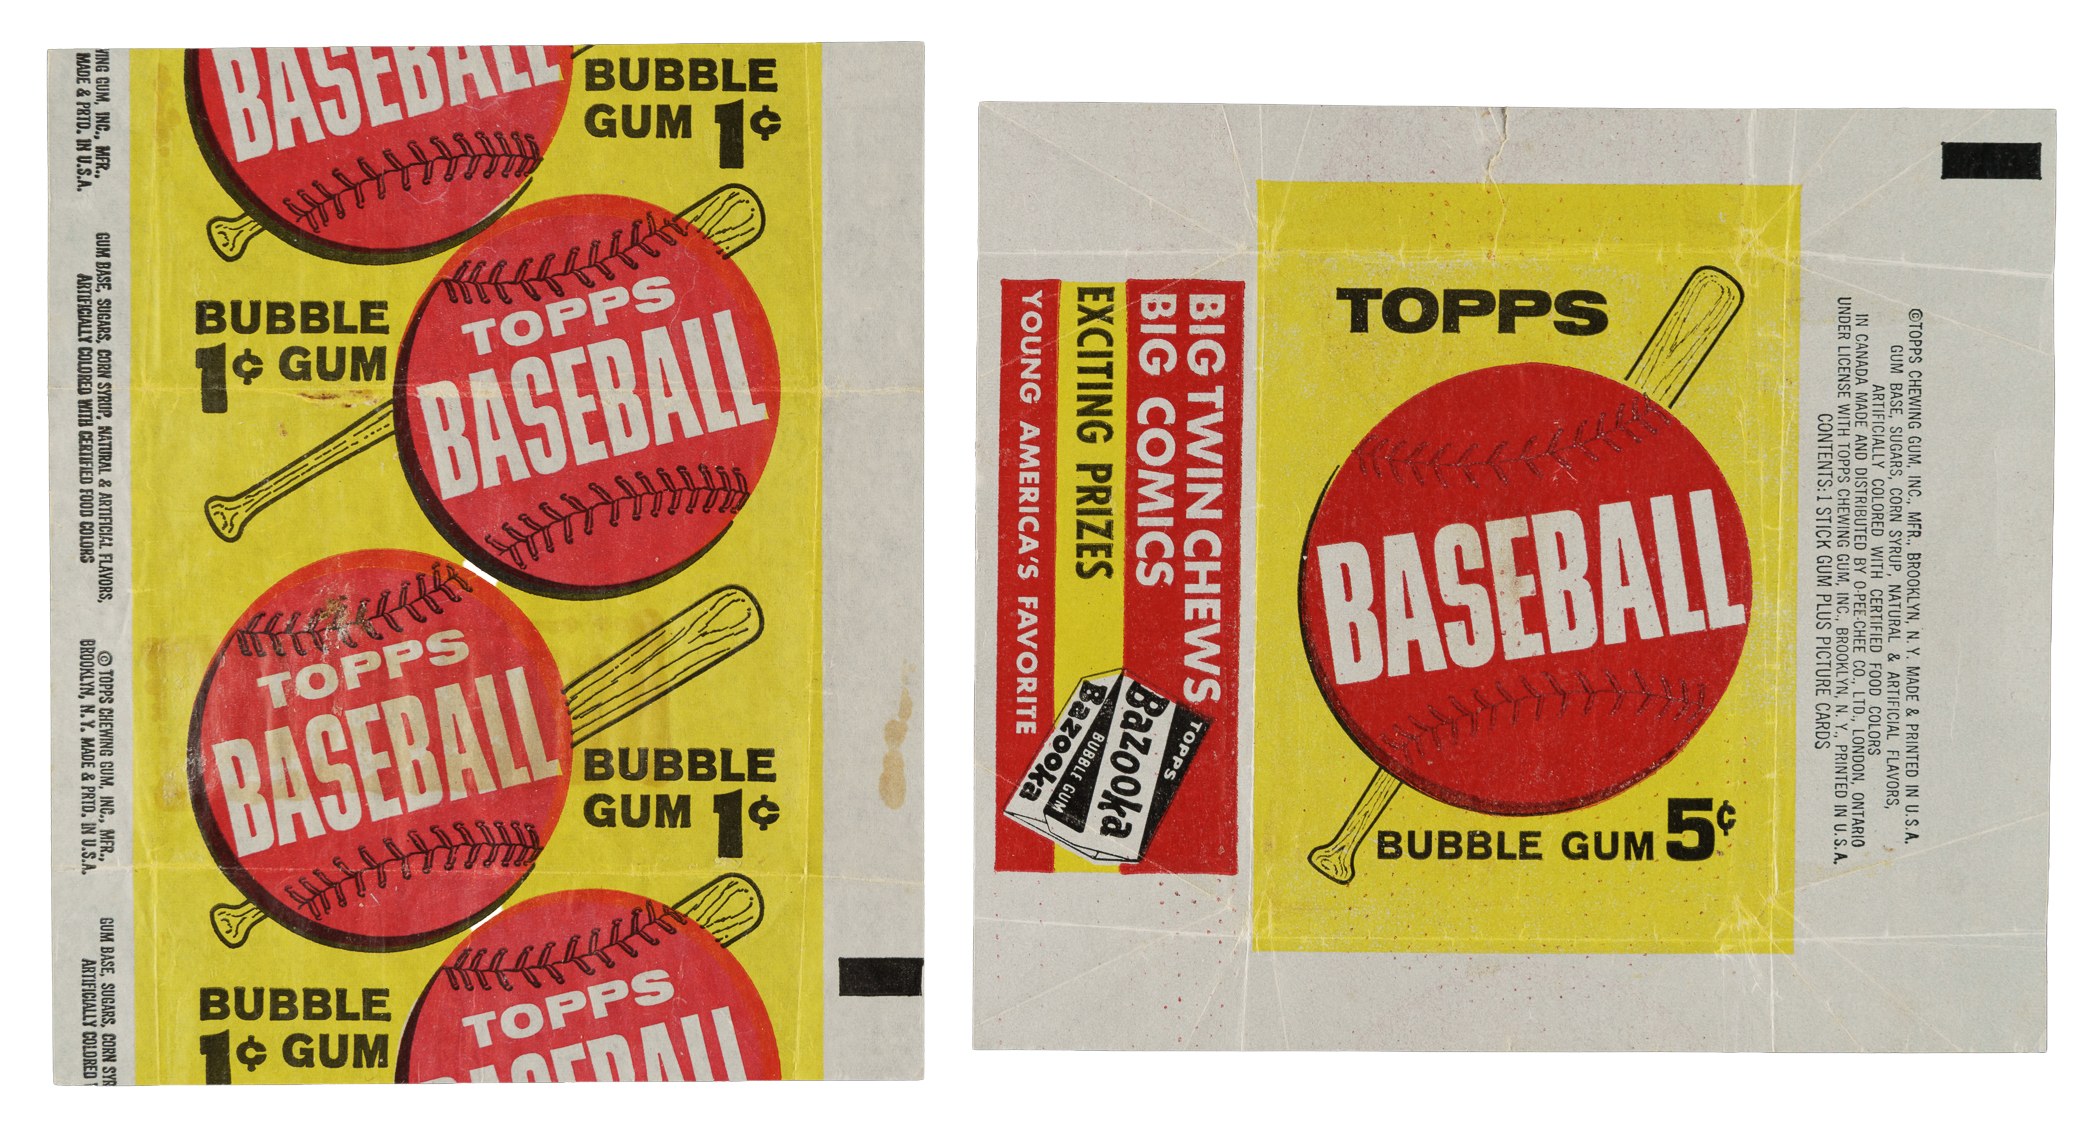 BASEBALL
BUBBLE
GUM 1¢
TOPPS
BASEBALL
BUBBLE
1¢ GUM
TOPPS
BASEBALL
BUBBLE
GUM 1¢
BUBBLE
1¢ GUM
TOPPS
BASEBALL
GUM, INC., MFR.,
MADE & PRTD. IN U.S.A.
GUM BASE, SUGARS, CORN SYRUP, NATURAL & ARTIFICIAL FLAVORS,
ARTIFICIALLY COLORED WITH CERTIFIED FOOD COLORS
© TOPPS CHEWING GUM, INC., MFR.,
BROOKLYN, N. Y. MADE & PRTD. IN U.S.A.
GUM BASE, SUGARS, CORN SYR
ARTIFICIALLY COLORED
BIG TWIN CHEWS
BIG COMICS
EXCITING PRIZES
YOUNG AMERICA'S FAVORITE
TOPPS
Bazooka
BUBBLE GUM
Bazooka
TOPPS
BASEBALL
BUBBLE GUM 5¢
©TOPPS CHEWING GUM, INC., MFR., BROOKLYN, N. Y. MADE & PRINTED IN U.S.A.
GUM BASE, SUGARS, CORN SYRUP, NATURAL & ARTIFICIAL FLAVORS,
ARTIFICIALLY COLORED WITH CERTIFIED FOOD COLORS
IN CANADA MADE AND DISTRIBUTED BY O-PEE-CHEE CO., LTD., LONDON, ONTARIO
UNDER LICENSE WITH TOPPS CHEWING GUM, INC., BROOKLYN, N. Y., PRINTED IN U.S.A.
CONTENTS: 1 STICK GUM PLUS PICTURE CARDS